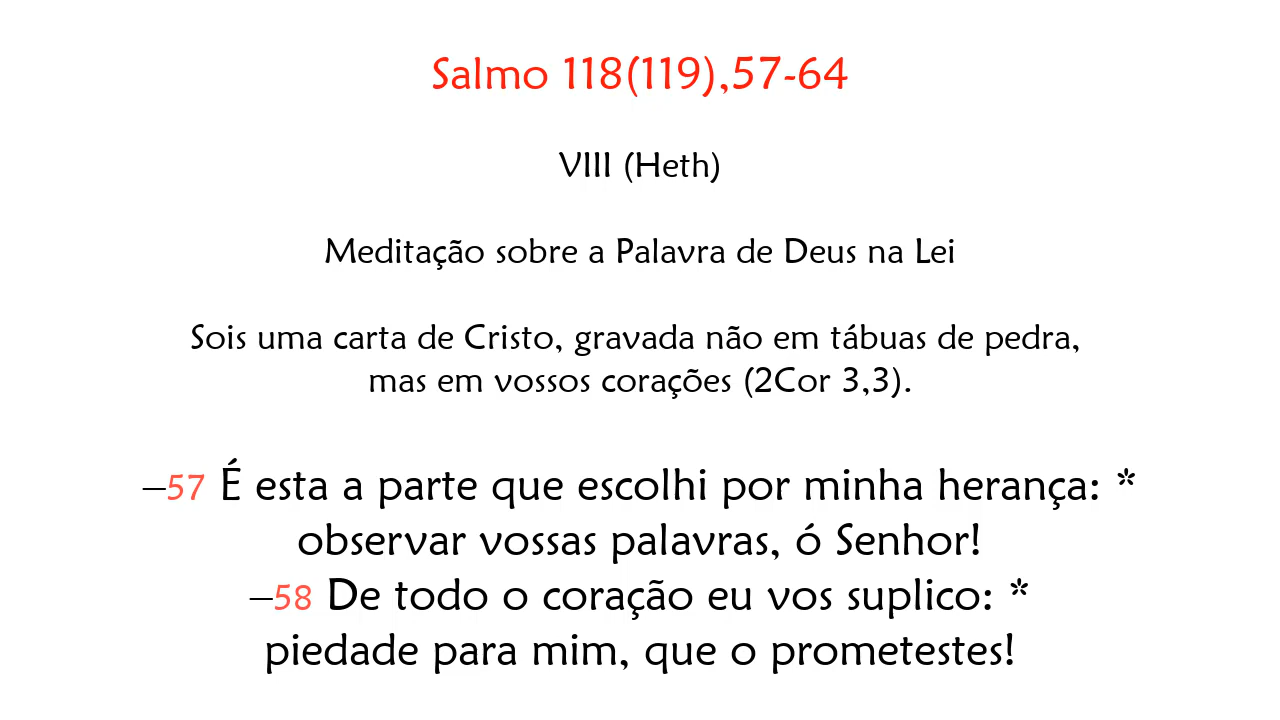 Salmo 118(119),57-64
VIII (Heth)
Meditação sobre a Palavra de Deus na Lei
Sois uma carta de Cristo, gravada não em tábuas de pedra,
mas em vossos corações (2Cor 3,3).
–57 É esta a parte que escolhi por minha herança: *
observar vossas palavras, ó Senhor!
–58 De todo o coração eu vos suplico: *
piedade para mim, que o prometestes!